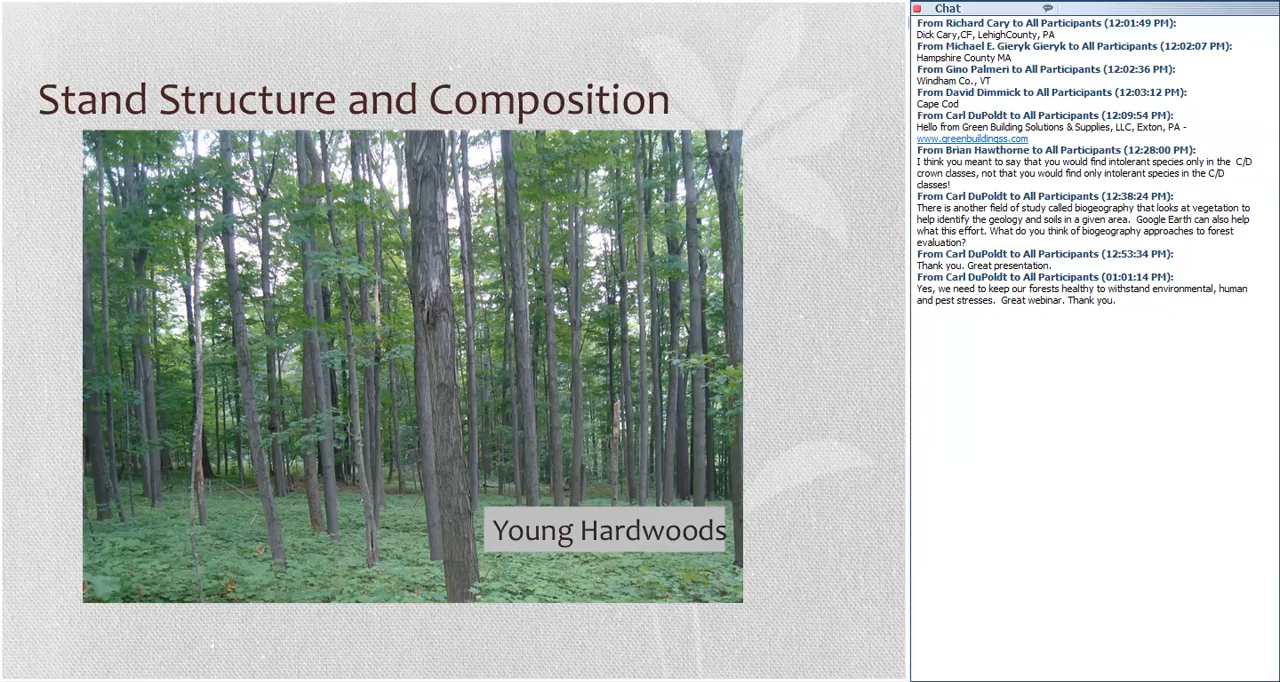 Stand Structure and Composition
Young Hardwoods
Chat
From Richard Cary to All Participants (12:01:49 PM):
Dick Cary,CF, LehighCounty, PA
From Michael E. Gieryk Gieryk to All Participants (12:02:07 PM):
Hampshire County MA
From Gino Palmeri to All Participants (12:02:36 PM):
Windham Co., VT
From David Dimmick to All Participants (12:03:12 PM):
Cape Cod
From Carl DuPoldt to All Participants (12:09:54 PM):
Hello from Green Building Solutions & Supplies, LLC, Exton, PA -
www.greenbuildingss.com
From Brian Hawthorne to All Participants (12:28:00 PM):
I think you meant to say that you would find intolerant species only in the C/D
crown classes, not that you would find only intolerant species in the C/D
classes!
From Carl DuPoldt to All Participants (12:38:24 PM):
There is another field of study called biogeography that looks at vegetation to
help identify the geology and soils in a given area. Google Earth can also help
what this effort. What do you think of biogeography approaches to forest
evaluation?
From Carl DuPoldt to All Participants (12:53:34 PM):
Thank you. Great presentation.
From Carl DuPoldt to All Participants (01:01:14 PM):
Yes, we need to keep our forests healthy to withstand environmental, human
and pest stresses. Great webinar. Thank you.